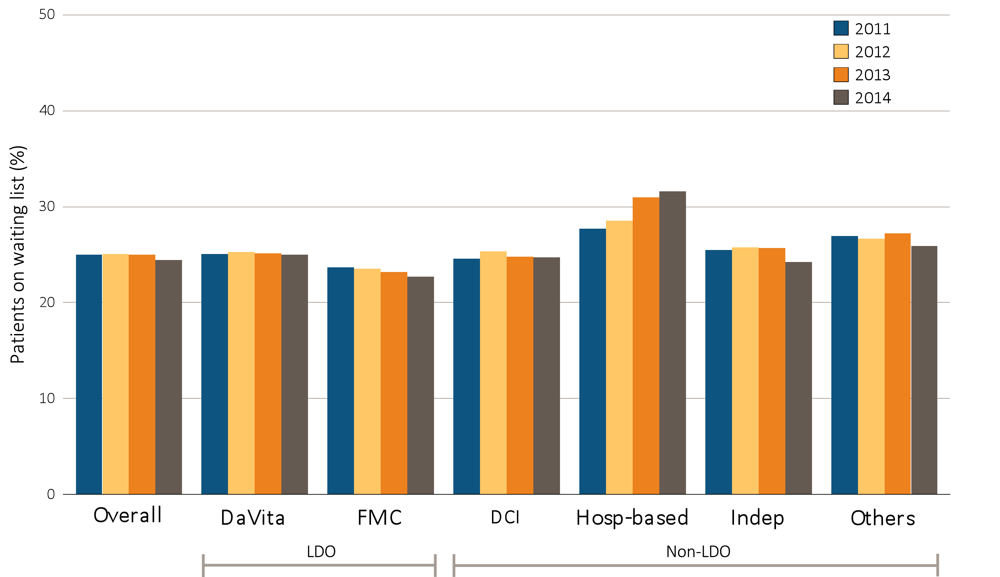 50
40
30
20
10
0
Patients on waiting list (%)
2011
2012
2013
2014
Overall
DaVita
FMC
DCI
Hosp-based
Indep
Others
LDO
Non-LDO